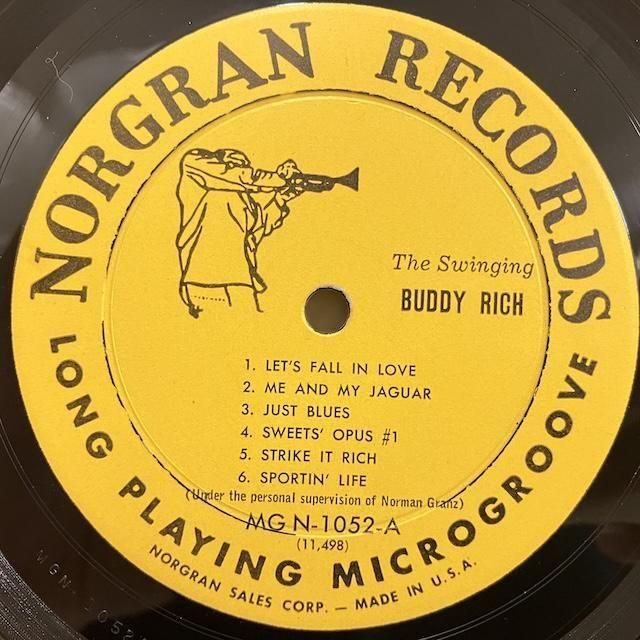 NORGRAN RECORDS
The Swinging
BUDDY RICH
1. LET'S FALL IN LOVE
2. ME AND MY JAGUAR
3. JUST BLUES
4. SWEETS' OPUS #1
5. STRIKE IT RICH
6. SPORTIN' LIFE
(Under the personal supervision of Norman Granz)
MG N-1052-A
(11,498)
LONG PLAYING MICROGROOVE
NORGRAN SALES CORP. — MADE IN U.S.A.